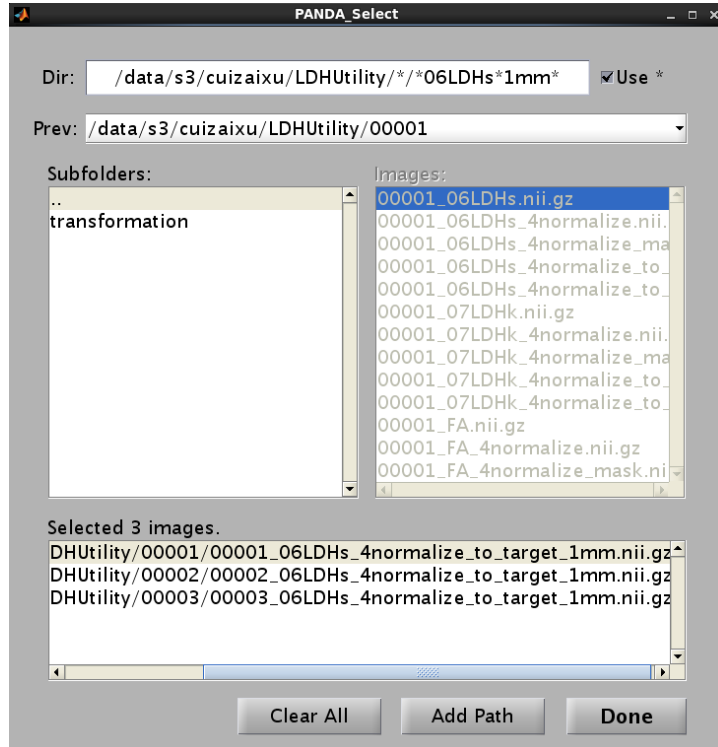 PANDA_Select
Dir: /data/s3/cuizaixu/LDHUtility/*/*06LDHs*1mm* Use *
Prev: /data/s3/cuizaixu/LDHUtility/00001
Subfolders:
..
transformation
Images:
00001_06LDHs.nii.gz
00001_06LDHs_4normalize.nii.
00001_06LDHs_4normalize_ma
00001_06LDHs_4normalize_to_
00001_06LDHs_4normalize_to_
00001_07LDHk.nii.gz
00001_07LDHk_4normalize.nii.
00001_07LDHk_4normalize_ma
00001_07LDHk_4normalize_to_
00001_07LDHk_4normalize_to_
00001_FA.nii.gz
00001_FA_4normalize.nii.gz
00001_FA_4normalize_mask.ni
Selected 3 images.
DHUtility/00001/00001_06LDHs_4normalize_to_target_1mm.nii.gz
DHUtility/00002/00002_06LDHs_4normalize_to_target_1mm.nii.gz
DHUtility/00003/00003_06LDHs_4normalize_to_target_1mm.nii.gz
Clear All Add Path Done